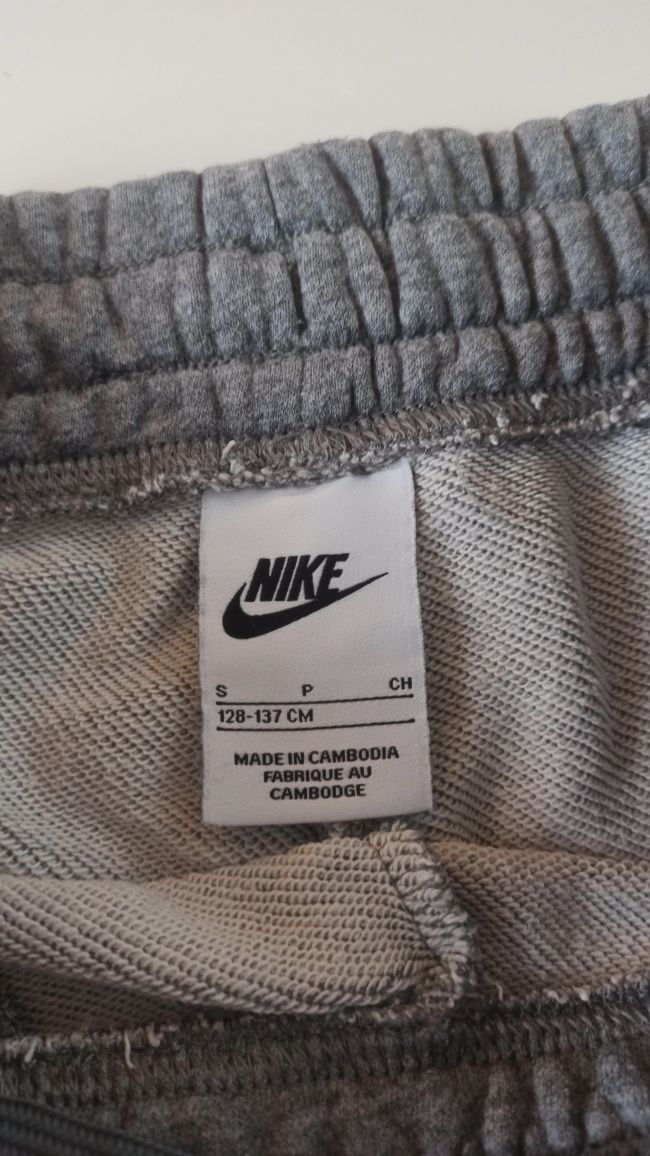 NIKE
S P CH
128-137 CM
MADE IN CAMBODIA
FABRIQUE AU
CAMBODGE